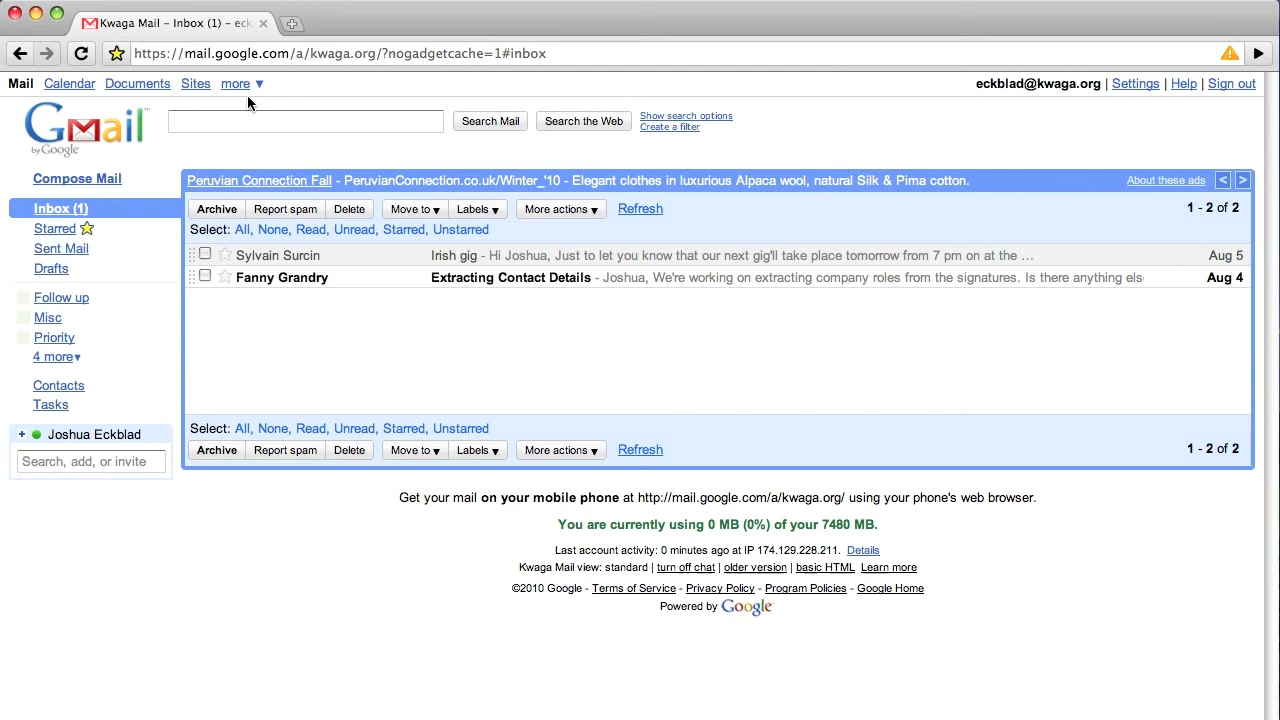 Kwaga Mail - Inbox (1) - eck
https://mail.google.com/a/kwaga.org/?nogadgetcache=1#inbox
Mail Calendar Documents Sites more ▼ eckblad@kwaga.org | Settings | Help | Sign out
Gmail by Google
Search Mail Search the Web Show search options
Create a filter
Compose Mail
Peruvian Connection Fall - PeruvianConnection.co.uk/Winter_'10 - Elegant clothes in luxurious Alpaca wool, natural Silk & Pima cotton. About these ads < >
Inbox (1)
Starred
Sent Mail
Drafts
Follow up
Misc
Priority
4 more▼
Contacts
Tasks
Joshua Eckblad
Search, add, or invite
Archive Report spam Delete Move to ▼ Labels ▼ More actions ▼ Refresh 1 - 2 of 2
Select: All, None, Read, Unread, Starred, Unstarred
Sylvain Surcin Irish gig - Hi Joshua, Just to let you know that our next gig'll take place tomorrow from 7 pm on at the ... Aug 5
Fanny Grandry Extracting Contact Details - Joshua, We're working on extracting company roles from the signatures. Is there anything els Aug 4
Select: All, None, Read, Unread, Starred, Unstarred
Archive Report spam Delete Move to ▼ Labels ▼ More actions ▼ Refresh 1 - 2 of 2
Get your mail on your mobile phone at http://mail.google.com/a/kwaga.org/ using your phone's web browser.
You are currently using 0 MB (0%) of your 7480 MB.
Last account activity: 0 minutes ago at IP 174.129.228.211. Details
Kwaga Mail view: standard | turn off chat | older version | basic HTML Learn more
©2010 Google - Terms of Service - Privacy Policy - Program Policies - Google Home
Powered by Google